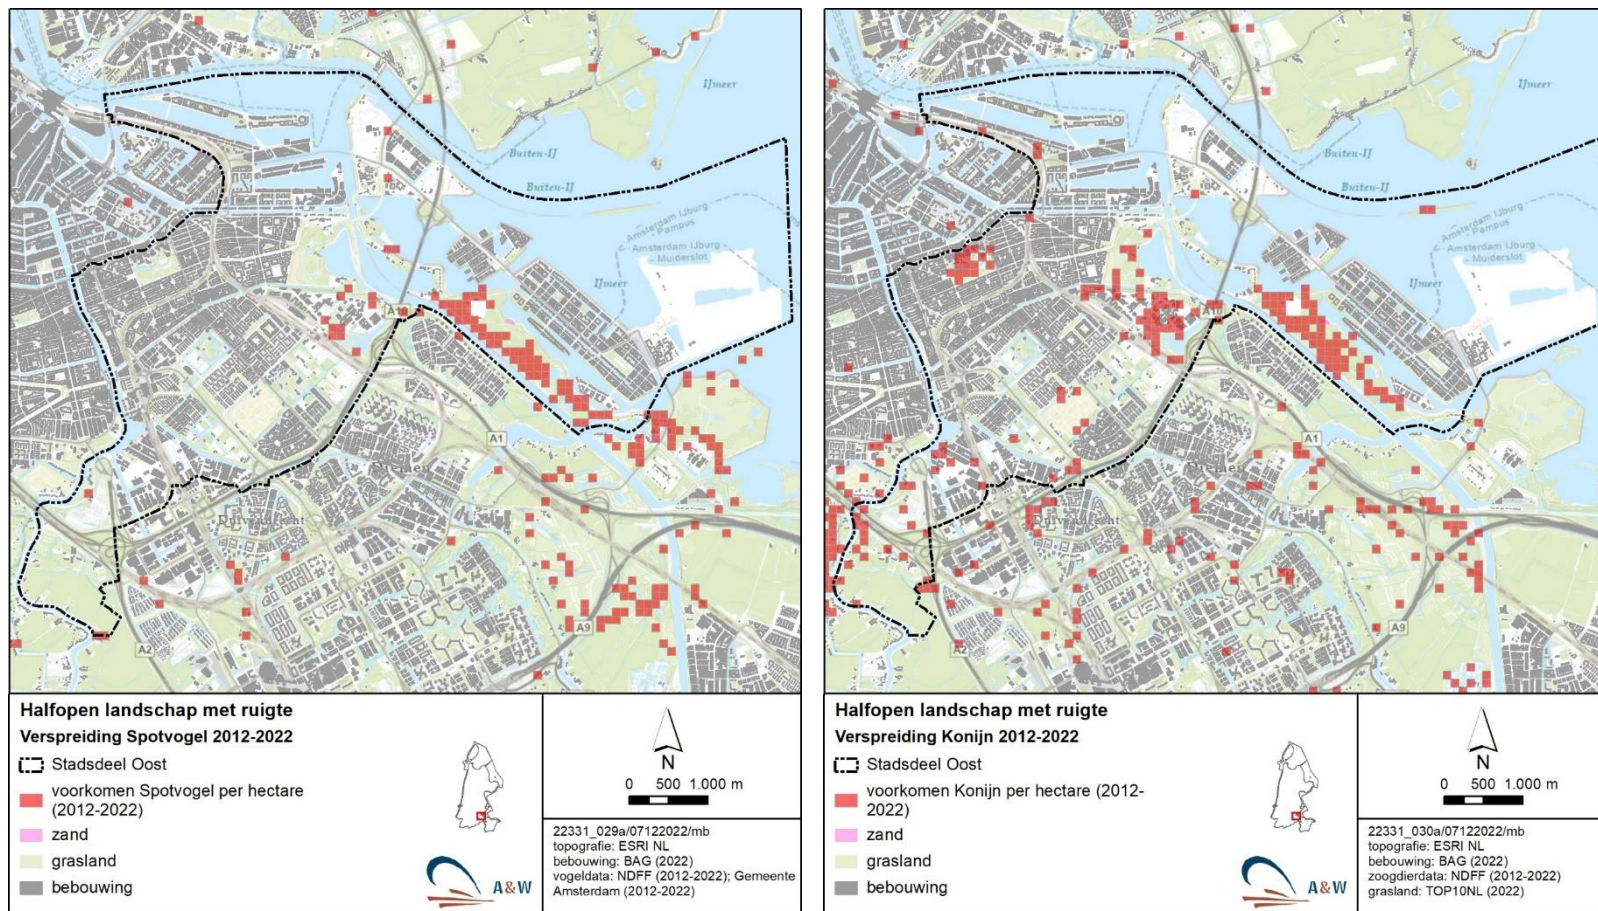 IJmeer
Buiten-IJ
Buiten-IJ
Amsterdam IJburg
- Pampus
Amsterdam IJburg
- Muiderslot
IJmeer
A10
A1
Diemen
Duivendrecht
A9
A2
Halfopen landschap met ruigte
Verspreiding Spotvogel 2012-2022
Stadsdeel Oost
voorkomen Spotvogel per hectare
(2012-2022)
zand
grasland
bebouwing
A&W
N
0 500 1.000 m
22331_029a/07122022/mb
topografie: ESRI NL
bebouwing: BAG (2022)
vogeldata: NDFF (2012-2022); Gemeente
Amsterdam (2012-2022)
IJmeer
Buiten-IJ
Buiten-IJ
Amsterdam IJburg
- Pampus
Amsterdam IJburg
- Muiderslot
IJmeer
A10
A1
Diemen
Duivendrecht
A9
A2
Halfopen landschap met ruigte
Verspreiding Konijn 2012-2022
Stadsdeel Oost
voorkomen Konijn per hectare (2012-
2022)
zand
grasland
bebouwing
A&W
N
0 500 1.000 m
22331_030a/07122022/mb
topografie: ESRI NL
bebouwing: BAG (2022)
zoogdierdata: NDFF (2012-2022)
grasland: TOP10NL (2022)